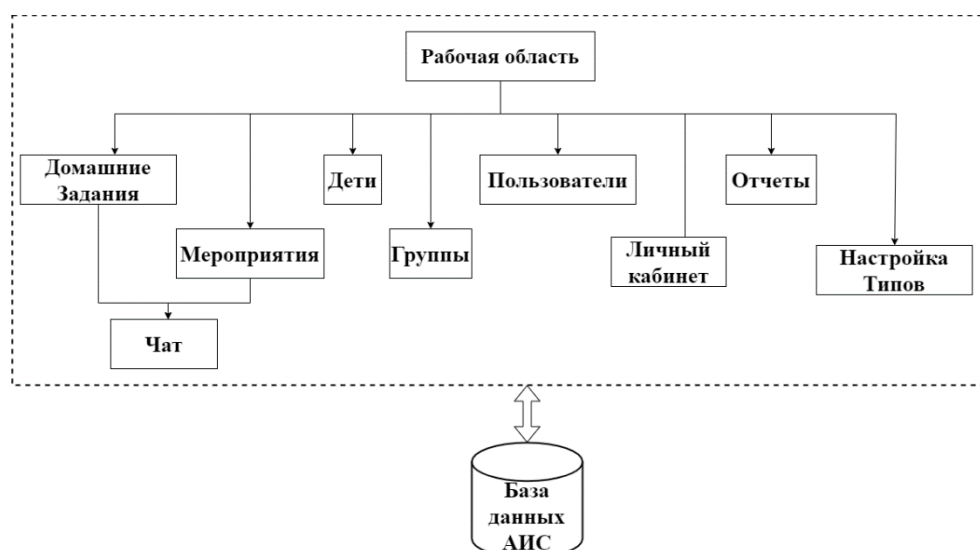 Рабочая область
Домашние
Задания
Дети
Пользователи
Отчеты
Мероприятия
Группы
Личный
кабинет
Настройка
Типов
Чат
База
данных
АИС